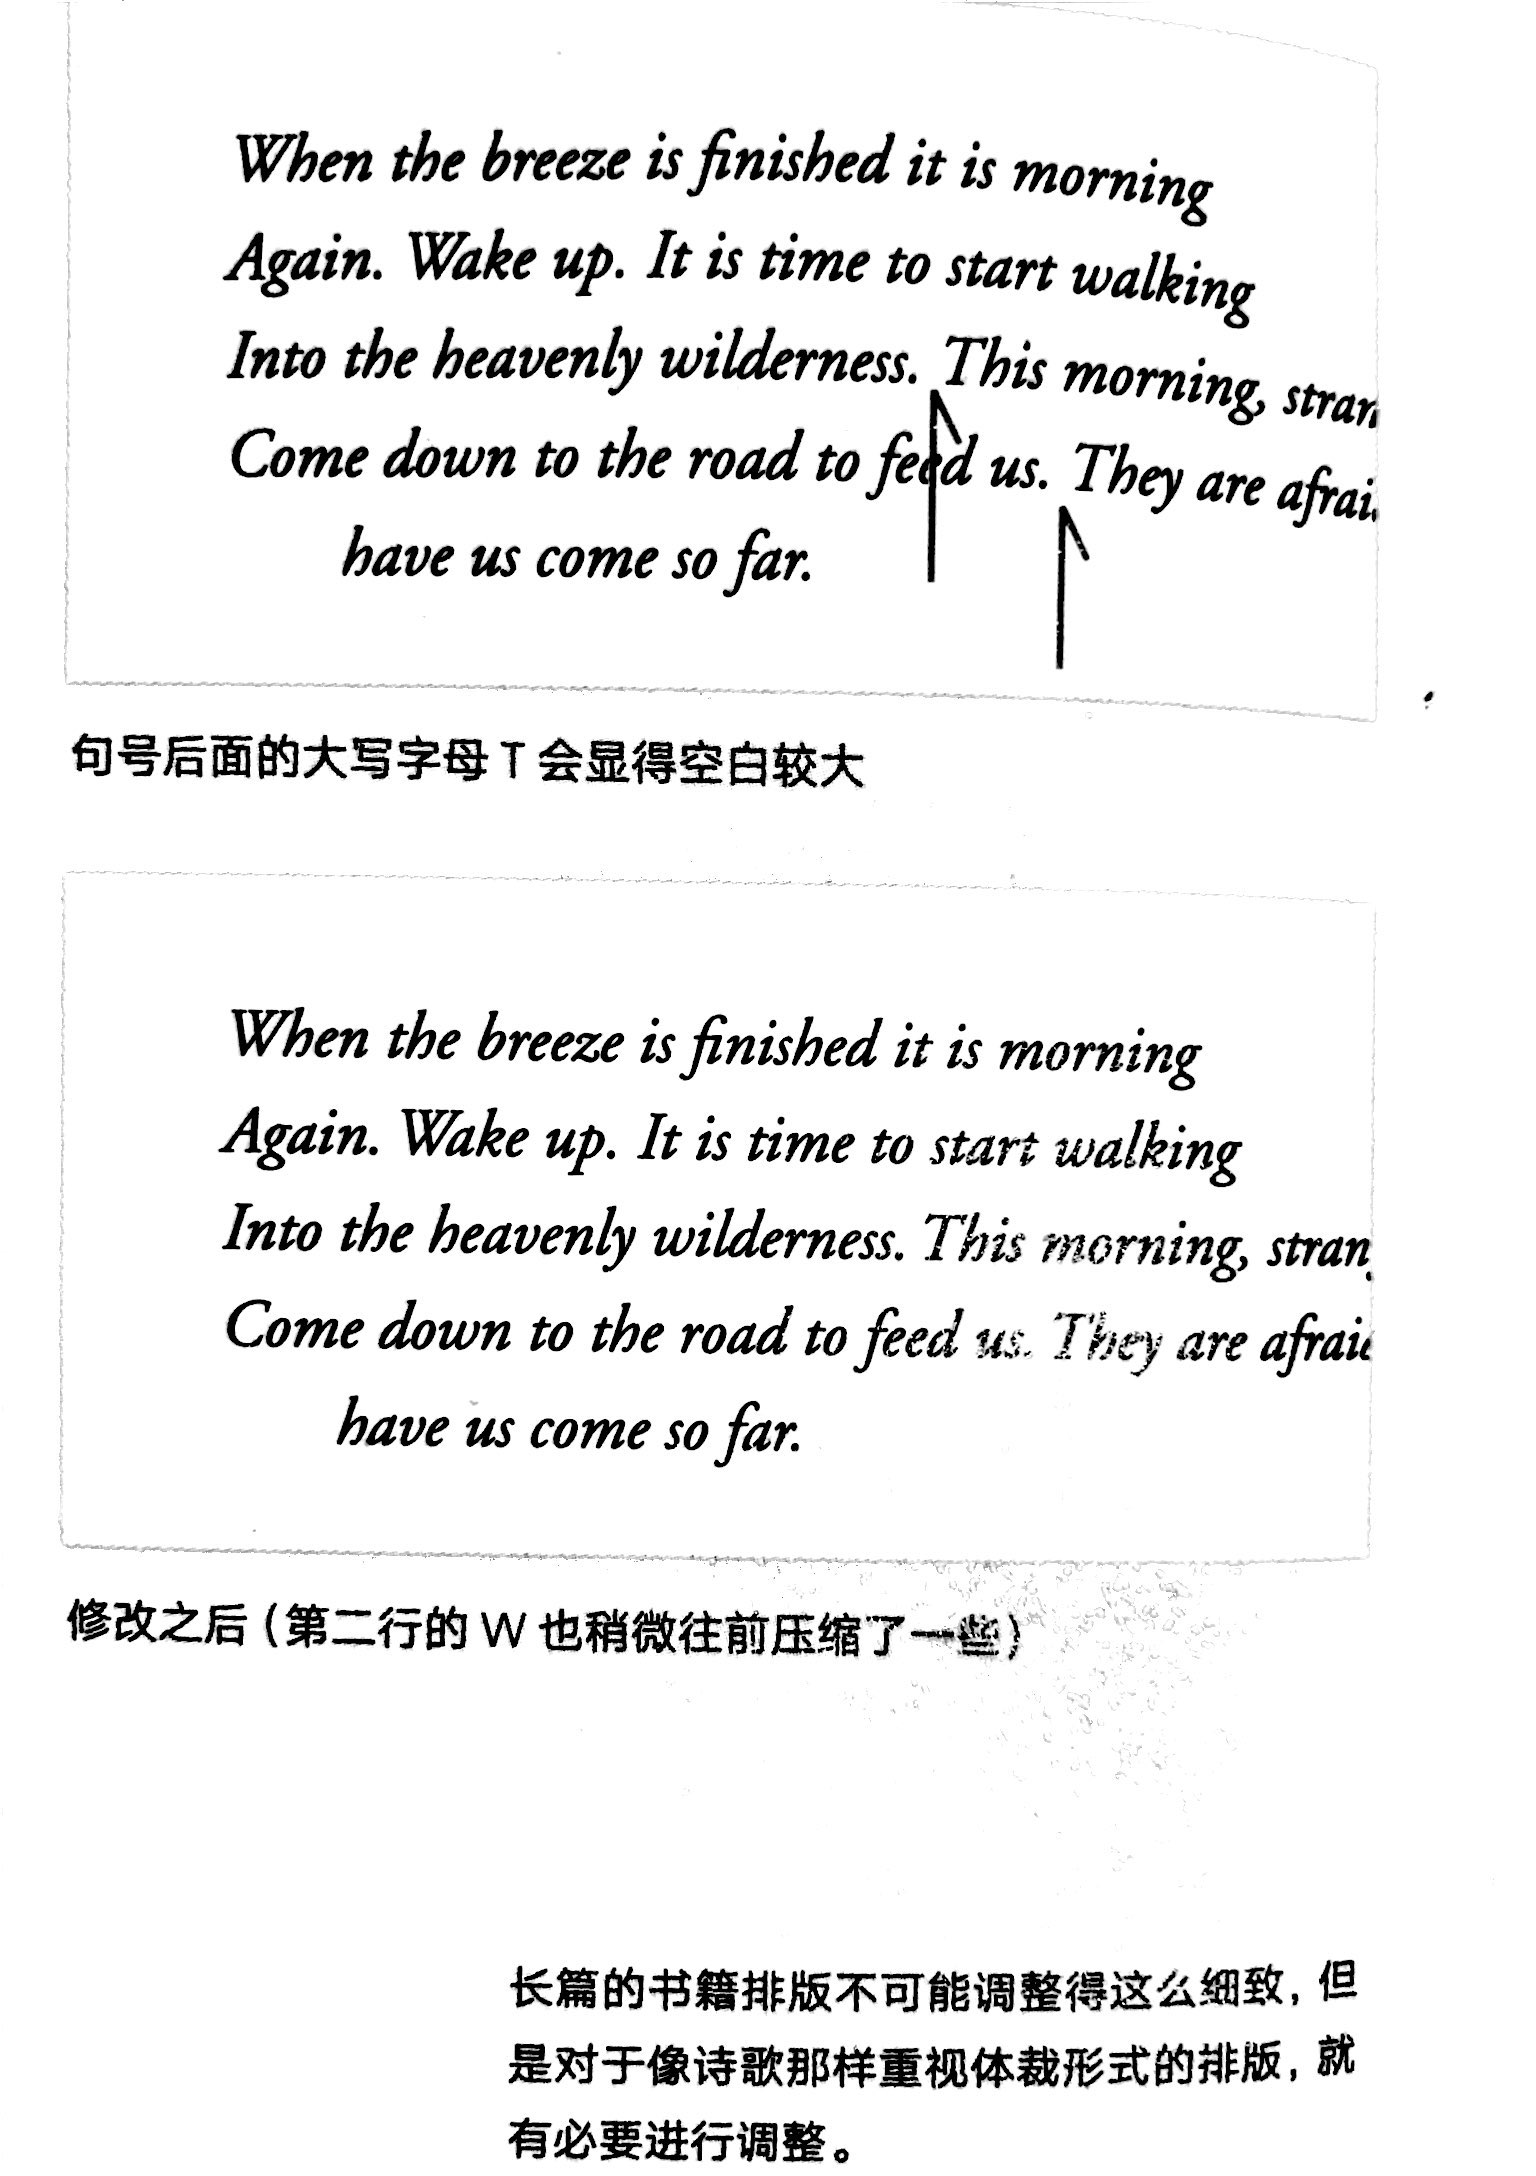 When the breeze is finished it is morning
Again. Wake up. It is time to start walking
Into the heavenly wilderness. This morning, stran
Come down to the road to feed us. They are afrai
have us come so far.
句号后面的大写字母 T 会显得空白较大
When the breeze is finished it is morning
Again. Wake up. It is time to start walking
Into the heavenly wilderness. This morning, stran
Come down to the road to feed us. They are afraid
have us come so far.
修改之后（第二行的 W 也稍微往前压缩了一些）
长篇的书籍排版不可能调整得这么细致，但
是对于像诗歌那样重视体裁形式的排版，就
有必要进行调整。